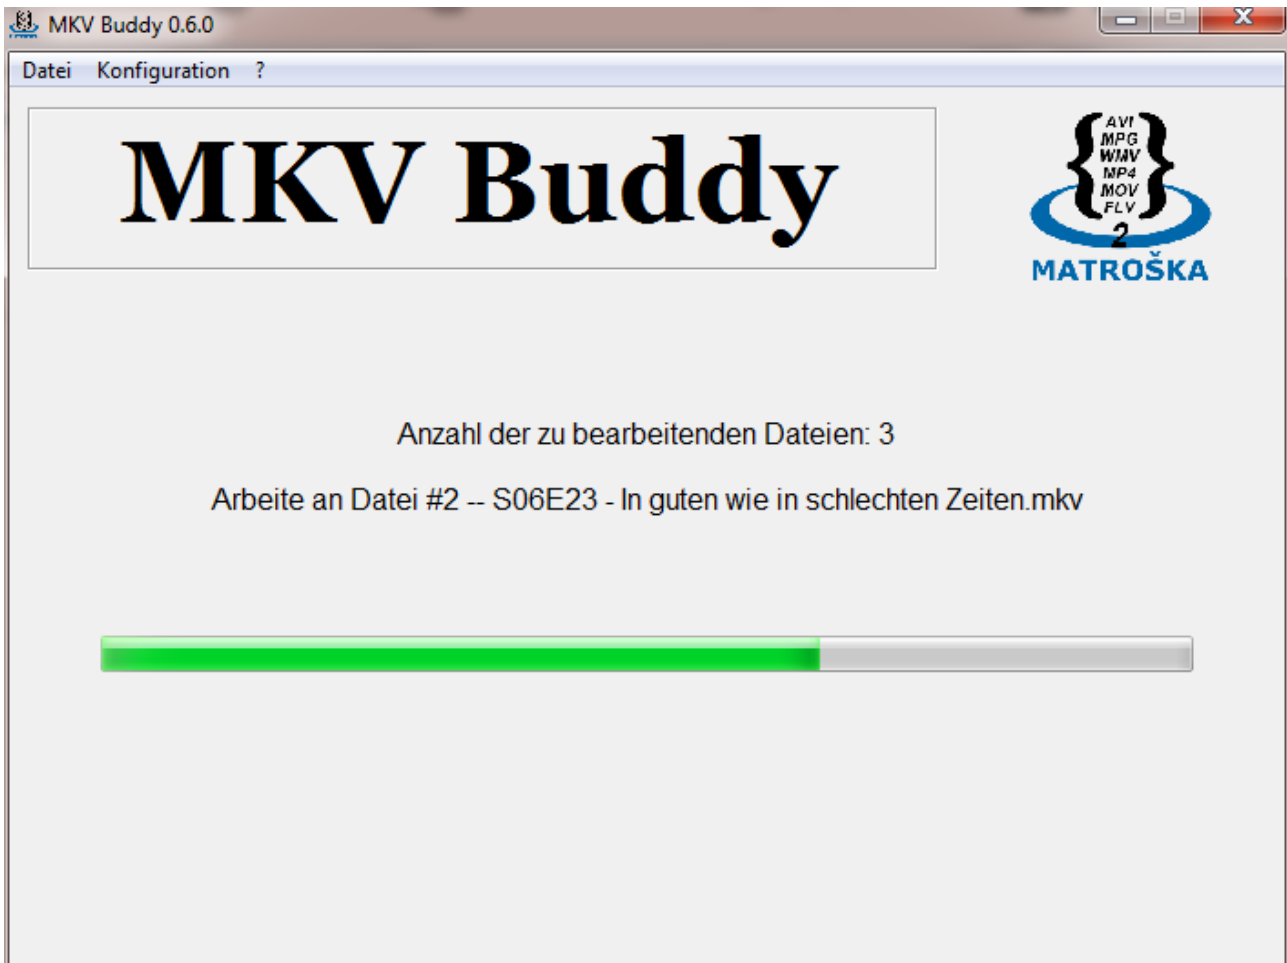 MKV Buddy 0.6.0
Datei Konfiguration ?
MKV Buddy
AVI
MPG
WMV
MP4
MOV
FLV
2
MATROŠKA
Anzahl der zu bearbeitenden Dateien: 3
Arbeite an Datei #2 -- S06E23 - In guten wie in schlechten Zeiten.mkv